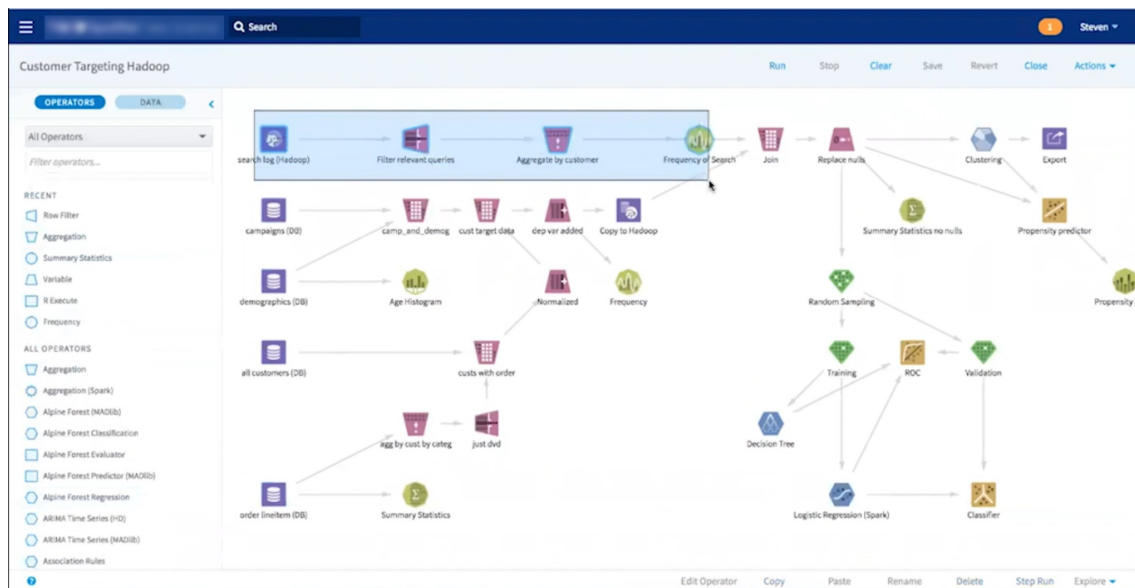 Search
1
Steven
Customer Targeting Hadoop
Run
Stop
Clear
Save
Revert
Close
Actions
OPERATORS
DATA
All Operators
Filter operators...
RECENT
Row Filter
Aggregation
Summary Statistics
Variable
R Execute
Frequency
ALL OPERATORS
Aggregation
Aggregation (Spark)
Alpine Forest (MADlib)
Alpine Forest Classification
Alpine Forest Evaluator
Alpine Forest Predictor (MADlib)
Alpine Forest Regression
ARIMA Time Series (HD)
ARIMA Time Series (MADlib)
Association Rules
search log (Hadoop)
Filter relevant queries
Aggregate by customer
Frequency of Search
Join
Replace nulls
Clustering
Export
campaigns (DB)
camp_and_demog
cust target data
dep var added
Copy to Hadoop
Summary Statistics no nulls
Propensity predictor
demographics (DB)
Age Histogram
Normalized
Frequency
Random Sampling
Propensity
all customers (DB)
custs with order
Training
ROC
Validation
agg by cust by categ
just dvd
Decision Tree
order lineitem (DB)
Summary Statistics
Logistic Regression (Spark)
Classifier
Edit Operator
Copy
Paste
Rename
Delete
Step Run
Explore